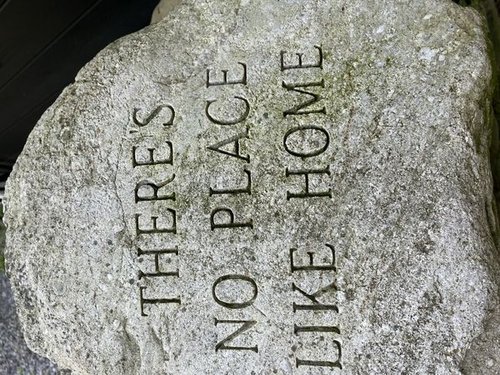 THERE'S
NO PLACE
LIKE HOME